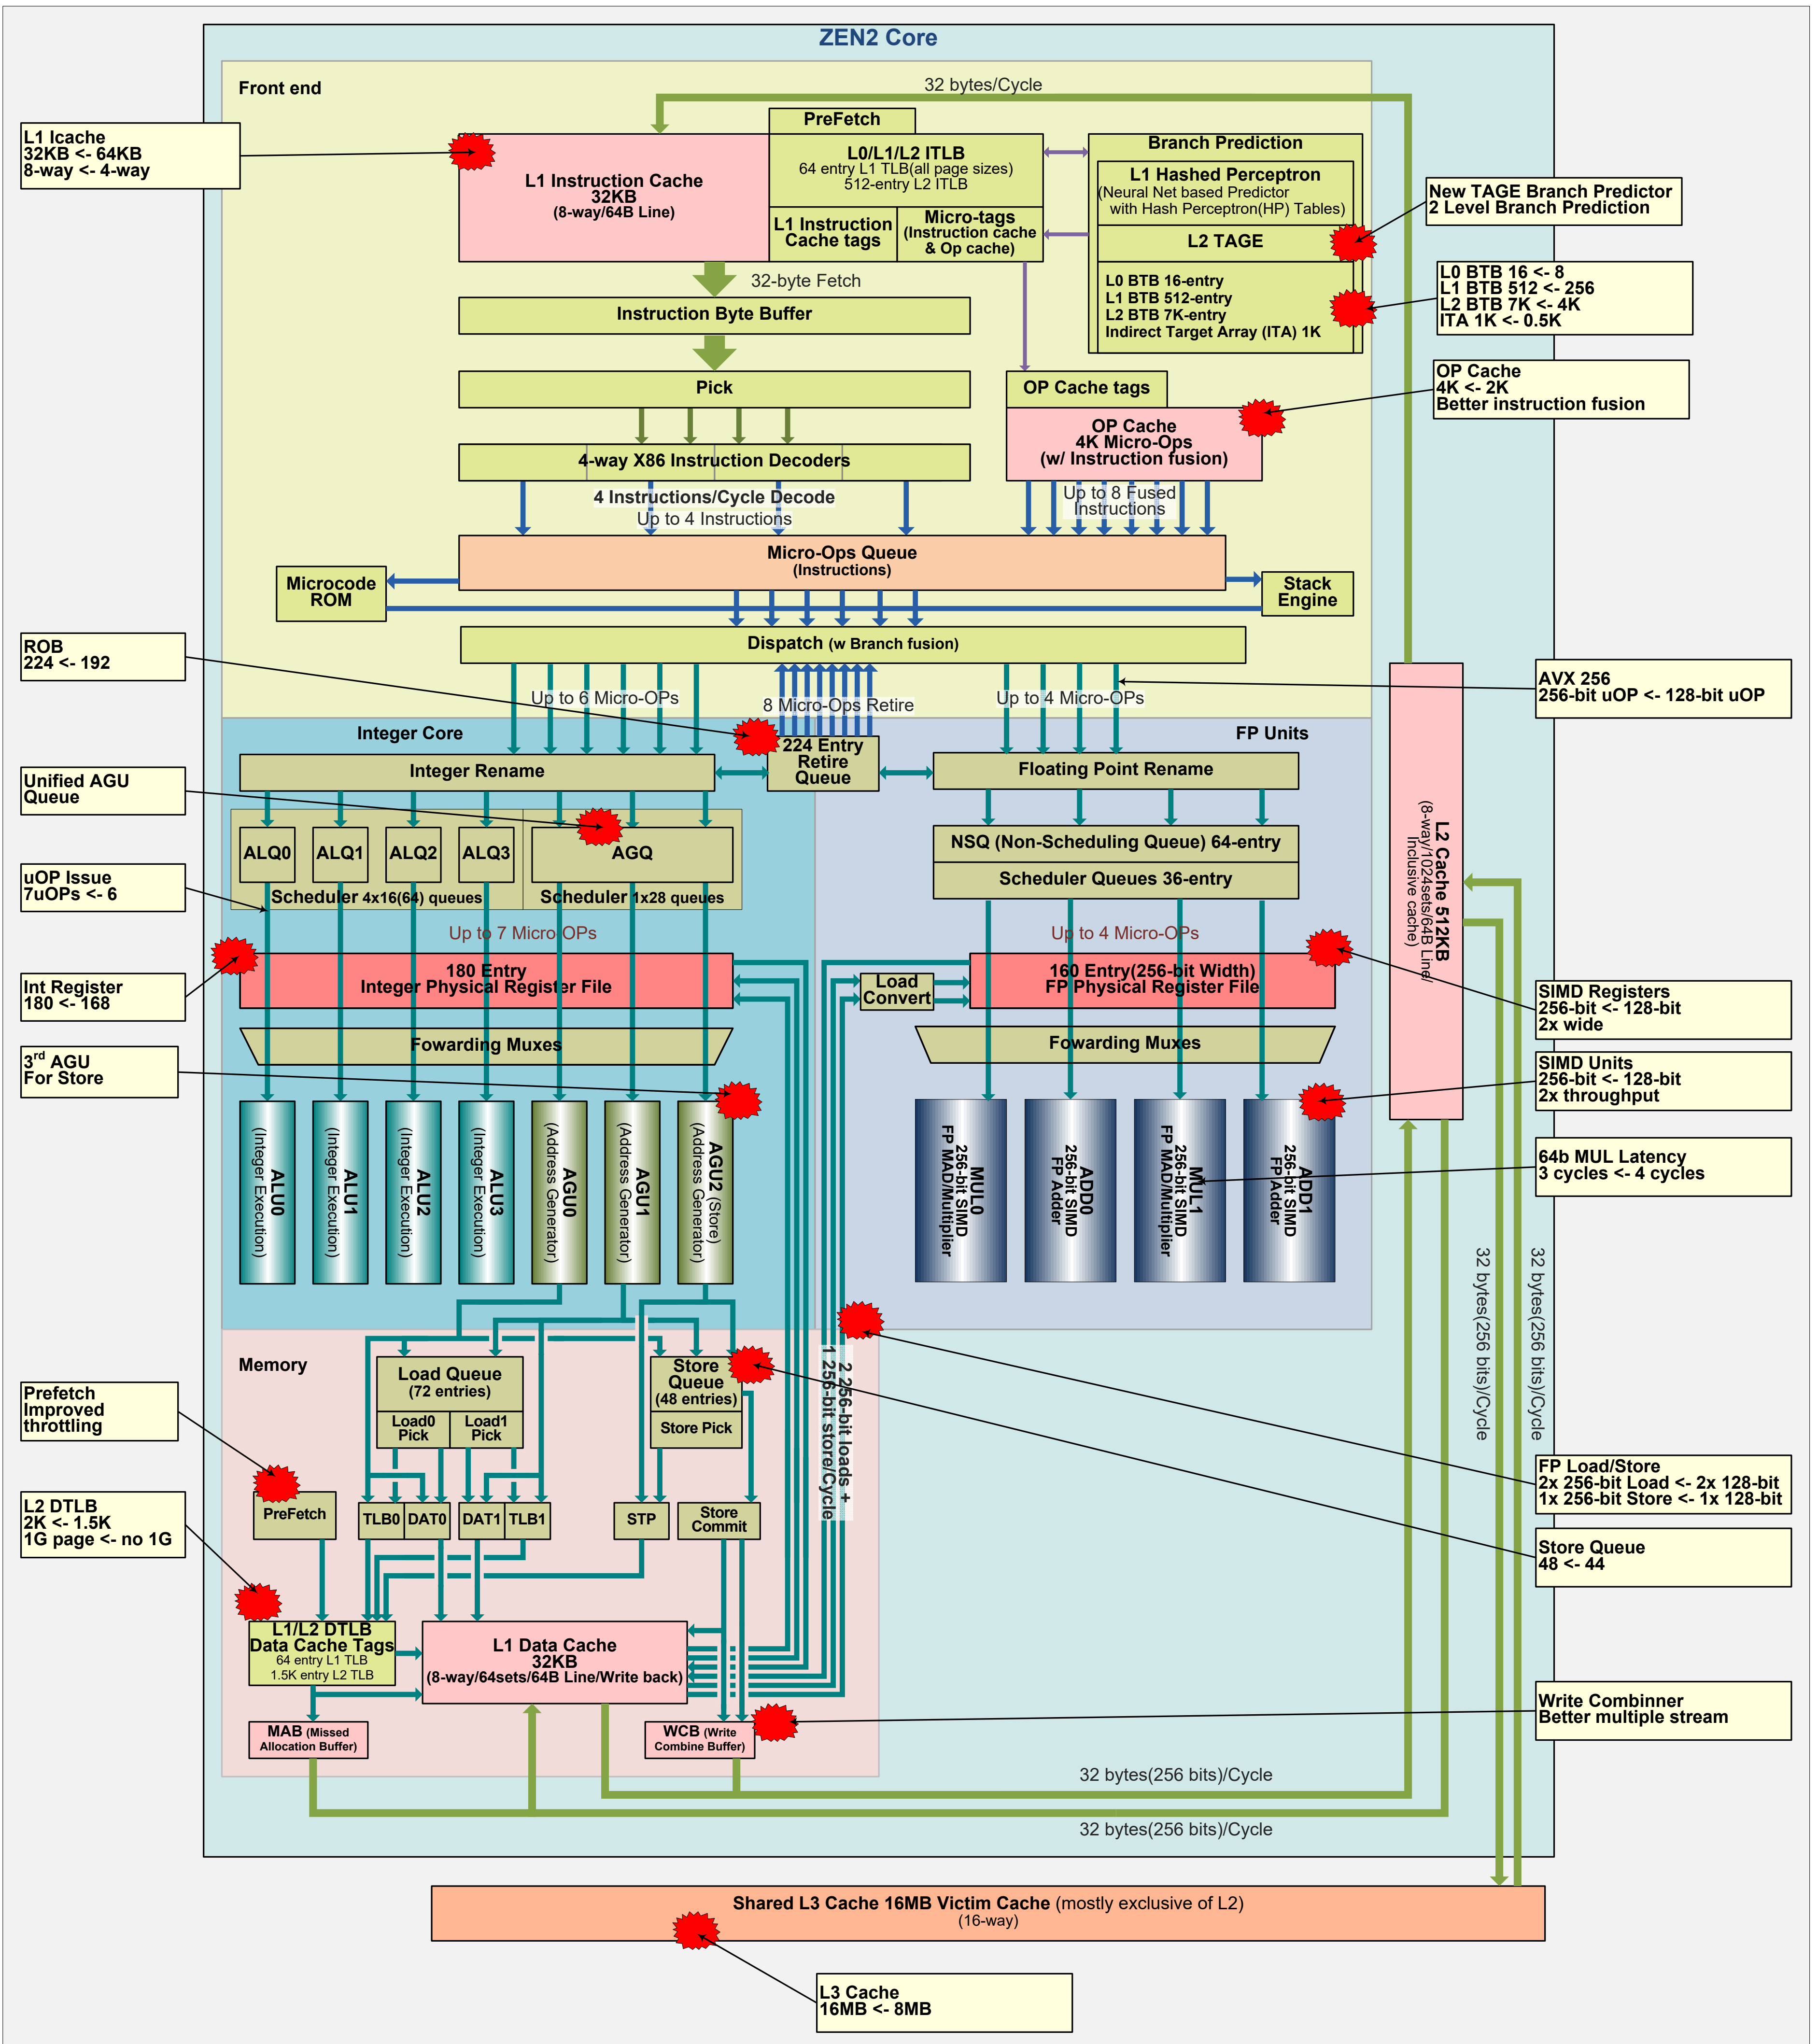 ZEN2 Core
Front end
32 bytes/Cycle
L1 Icache
32KB <- 64KB
8-way <- 4-way
L1 Instruction Cache
32KB
(8-way/64B Line)
PreFetch
L0/L1/L2 ITLB
64 entry L1 TLB(all page sizes)
512-entry L2 ITLB
L1 Instruction
Cache tags
Micro-tags
(Instruction cache
& Op cache)
Branch Prediction
L1 Hashed Perceptron
(Neural Net based Predictor
with Hash Perceptron(HP) Tables)
L2 TAGE
L0 BTB 16-entry
L1 BTB 512-entry
L2 BTB 7K-entry
Indirect Target Array (ITA) 1K
New TAGE Branch Predictor
2 Level Branch Prediction
L0 BTB 16 <- 8
L1 BTB 512 <- 256
L2 BTB 7K <- 4K
ITA 1K <- 0.5K
32-byte Fetch
Instruction Byte Buffer
Pick
OP Cache tags
OP Cache
4K Micro-Ops
(w/ Instruction fusion)
OP Cache
4K <- 2K
Better instruction fusion
4-way X86 Instruction Decoders
4 Instructions/Cycle Decode
Up to 4 Instructions
Up to 8 Fused
Instructions
Micro-Ops Queue
(Instructions)
Microcode
ROM
Stack
Engine
Dispatch (w Branch fusion)
ROB
224 <- 192
Up to 6 Micro-OPs
8 Micro-Ops Retire
Up to 4 Micro-OPs
AVX 256
256-bit uOP <- 128-bit uOP
Integer Core
FP Units
Integer Rename
224 Entry
Retire
Queue
Floating Point Rename
Unified AGU
Queue
ALQ0
ALQ1
ALQ2
ALQ3
AGQ
Scheduler 4x16(64) queues
Scheduler 1x28 queues
NSQ (Non-Scheduling Queue) 64-entry
Scheduler Queues 36-entry
L2 Cache 512KB
(8-way/1024sets/64B Line/
Inclusive cache)
uOP Issue
7uOPs <- 6
Up to 7 Micro-OPs
Up to 4 Micro-OPs
Int Register
180 <- 168
180 Entry
Integer Physical Register File
Load
Convert
160 Entry(256-bit Width)
FP Physical Register File
SIMD Registers
256-bit <- 128-bit
2x wide
Fowarding Muxes
Fowarding Muxes
3rd AGU
For Store
SIMD Units
256-bit <- 128-bit
2x throughput
ALU0
(Integer Execution)
ALU1
(Integer Execution)
ALU2
(Integer Execution)
ALU3
(Integer Execution)
AGU0
(Address Generator)
AGU1
(Address Generator)
AGU2 (Store)
(Address Generator)
MUL0
256-bit SIMD
FP MAD/Multiplier
ADD0
256-bit SIMD
FP Adder
MUL1
256-bit SIMD
FP MAD/Multiplier
ADD1
256-bit SIMD
FP Adder
64b MUL Latency
3 cycles <- 4 cycles
32 bytes(256 bits)/Cycle
32 bytes(256 bits)/Cycle
Memory
Load Queue
(72 entries)
Load0
Pick
Load1
Pick
Store
Queue
(48 entries)
Store Pick
2 256-bit loads +
1 256-bit store/Cycle
Prefetch
Improved
throttling
FP Load/Store
2x 256-bit Load <- 2x 128-bit
1x 256-bit Store <- 1x 128-bit
L2 DTLB
2K <- 1.5K
1G page <- no 1G
PreFetch
TLB0
DAT0
DAT1
TLB1
STP
Store
Commit
Store Queue
48 <- 44
L1/L2 DTLB
Data Cache Tags
64 entry L1 TLB
1.5K entry L2 TLB
L1 Data Cache
32KB
(8-way/64sets/64B Line/Write back)
MAB (Missed
Allocation Buffer)
WCB (Write
Combine Buffer)
Write Combinner
Better multiple stream
32 bytes(256 bits)/Cycle
32 bytes(256 bits)/Cycle
Shared L3 Cache 16MB Victim Cache (mostly exclusive of L2)
(16-way)
L3 Cache
16MB <- 8MB